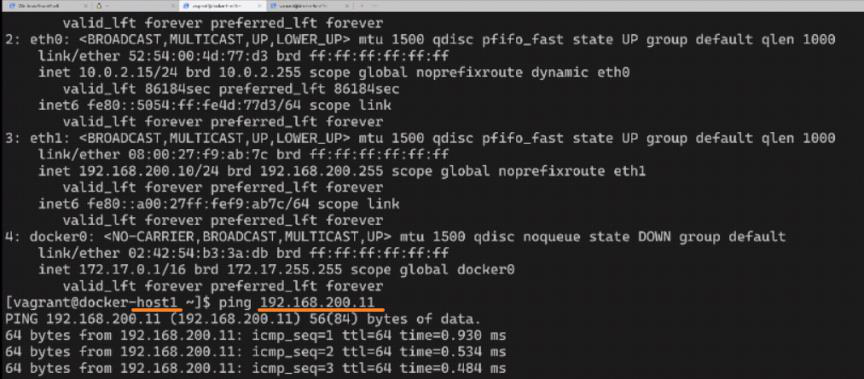 valid_lft forever preferred_lft forever
2: eth0: <BROADCAST,MULTICAST,UP,LOWER_UP> mtu 1500 qdisc pfifo_fast state UP group default qlen 1000
link/ether 52:54:00:4d:77:d3 brd ff:ff:ff:ff:ff:ff
inet 10.0.2.15/24 brd 10.0.2.255 scope global noprefixroute dynamic eth0
valid_lft 86184sec preferred_lft 86184sec
inet6 fe80::5054:ff:fe4d:77d3/64 scope link
valid_lft forever preferred_lft forever
3: eth1: <BROADCAST,MULTICAST,UP,LOWER_UP> mtu 1500 qdisc pfifo_fast state UP group default qlen 1000
link/ether 08:00:27:f9:ab:7c brd ff:ff:ff:ff:ff:ff
inet 192.168.200.10/24 brd 192.168.200.255 scope global noprefixroute eth1
valid_lft forever preferred_lft forever
inet6 fe80::a00:27ff:fef9:ab7c/64 scope link
valid_lft forever preferred_lft forever
4: docker0: <NO-CARRIER,BROADCAST,MULTICAST,UP> mtu 1500 qdisc noqueue state DOWN group default
link/ether 02:42:54:b3:3a:db brd ff:ff:ff:ff:ff:ff
inet 172.17.0.1/16 brd 172.17.255.255 scope global docker0
valid_lft forever preferred_lft forever
[vagrant@docker-host1 ~]$ ping 192.168.200.11
PING 192.168.200.11 (192.168.200.11) 56(84) bytes of data.
64 bytes from 192.168.200.11: icmp_seq=1 ttl=64 time=0.930 ms
64 bytes from 192.168.200.11: icmp_seq=2 ttl=64 time=0.534 ms
64 bytes from 192.168.200.11: icmp_seq=3 ttl=64 time=0.484 ms